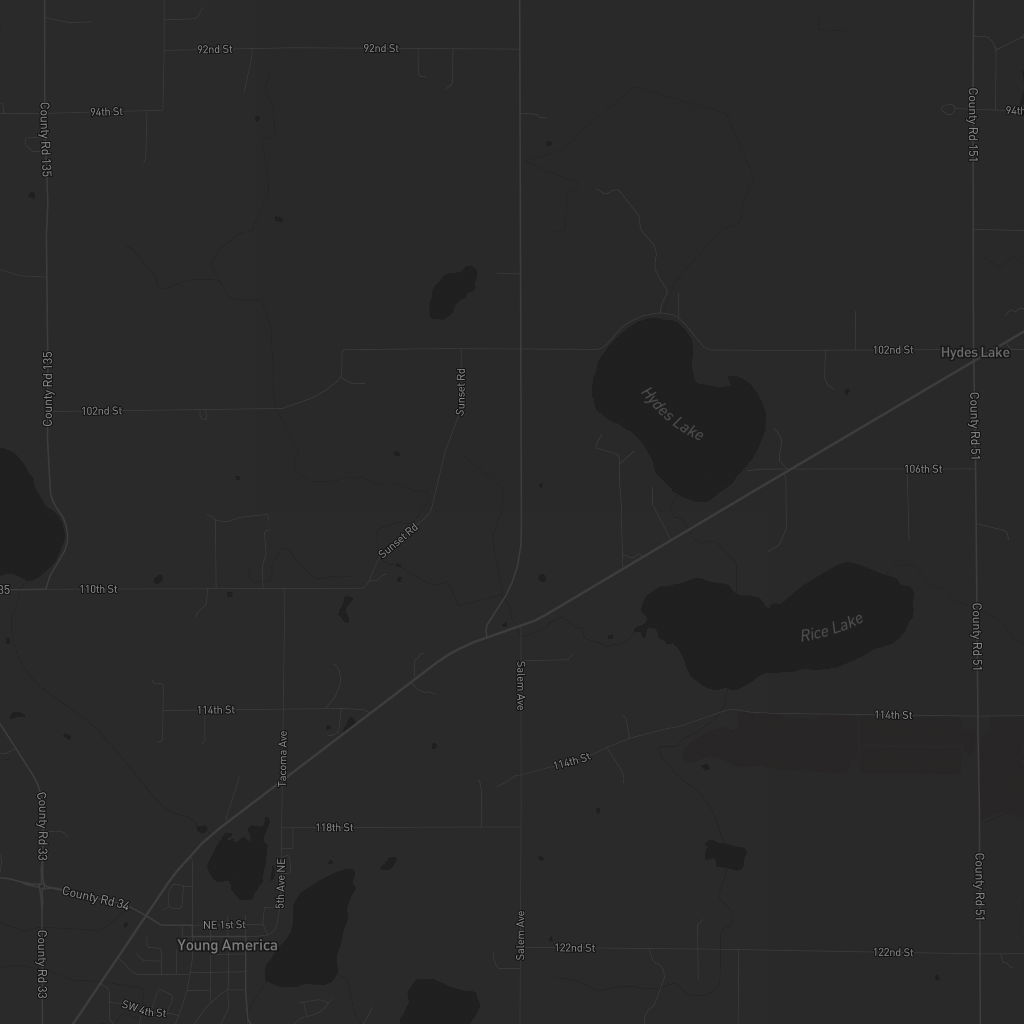 92nd St
92nd St
94th St
94th
County Rd 135
County Rd 151
102nd St
Hydes Lake
County Rd 135
Sunset Rd
Hydes Lake
102nd St
County Rd 51
106th St
Sunset Rd
35
110th St
Rice Lake
County Rd 51
Salem Ave
114th St
114th St
Tacoma Ave
114th St
118th St
County Rd 33
5th Ave NE
County Rd 34
County Rd 51
NE 1st St
Young America
Salem Ave
122nd St
122nd St
County Rd 33
SW 4th St